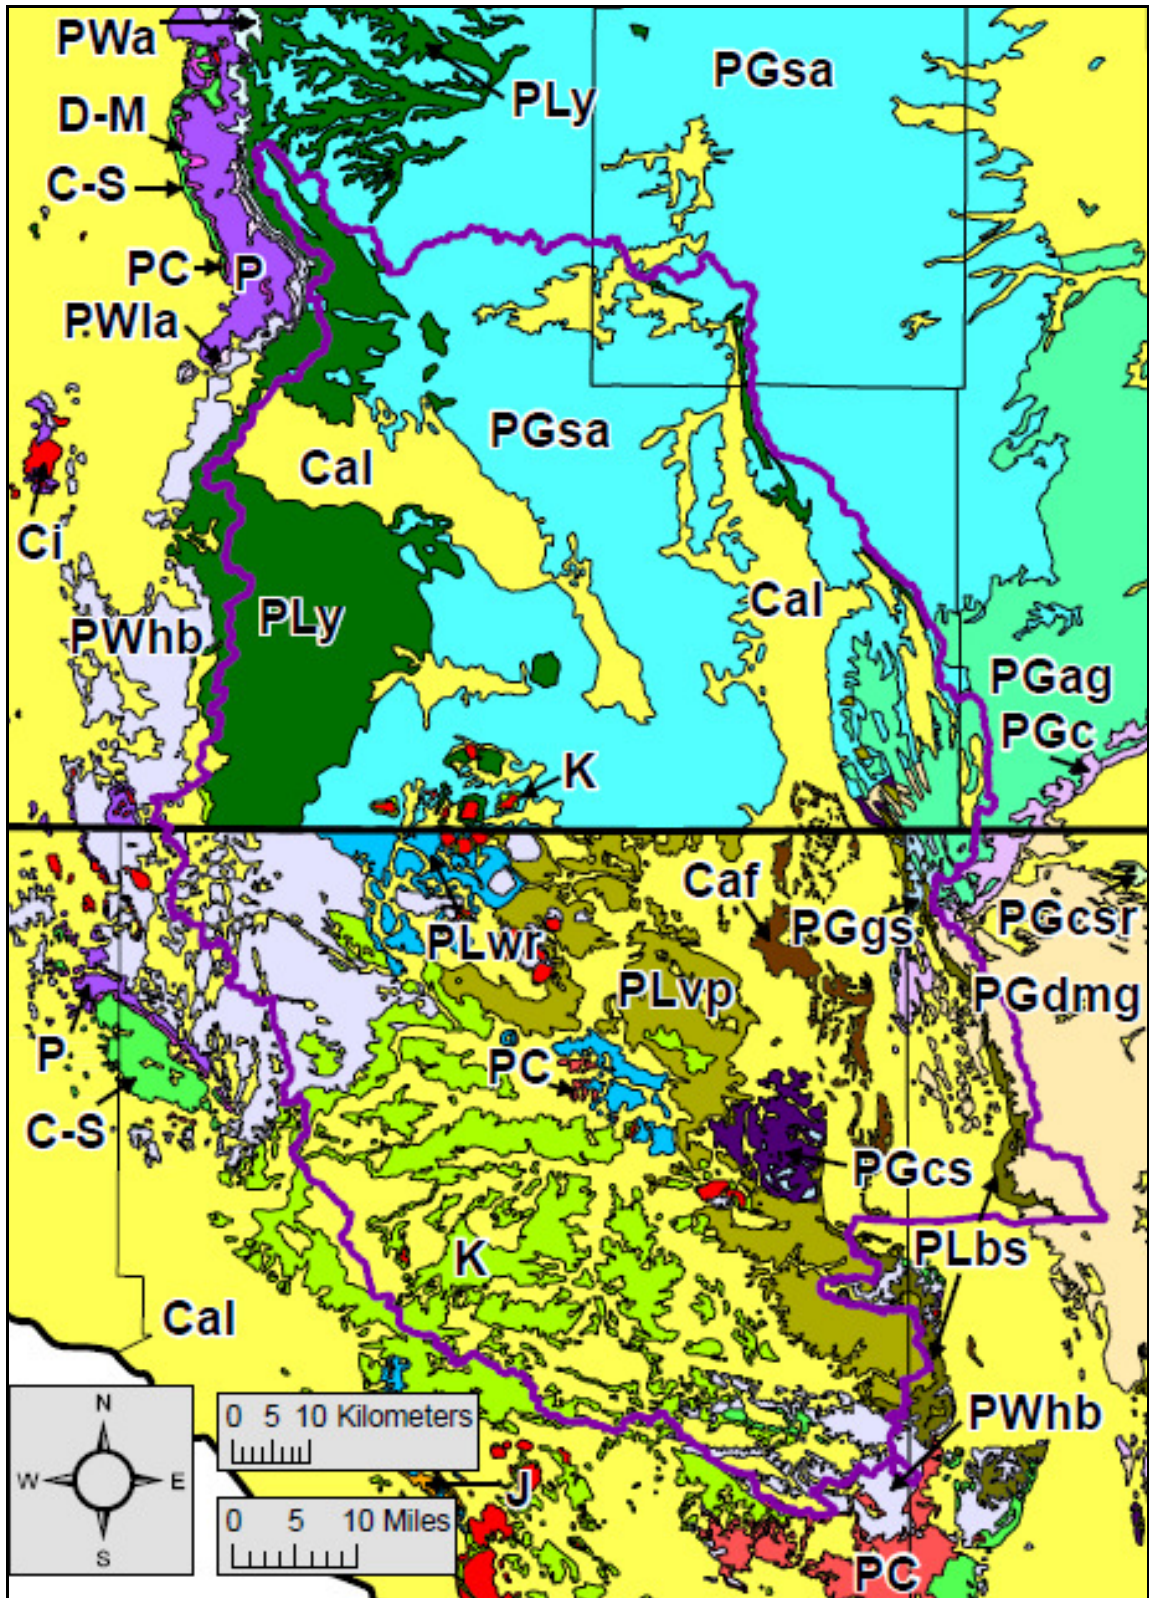 PWa
PGsa
PLy
D-M
C-S
PC
P
PWla
PGsa
Cal
Ci
Cal
PLy
PWhb
PGag
PGc
K
Caf
PGgs
PGcsr
PLwr
PLvp
PGdmg
P
PC
C-S
PGcs
K
PLbs
Cal
N
W E
S
0 5 10 Kilometers
PWhb
J
0 5 10 Miles
PC